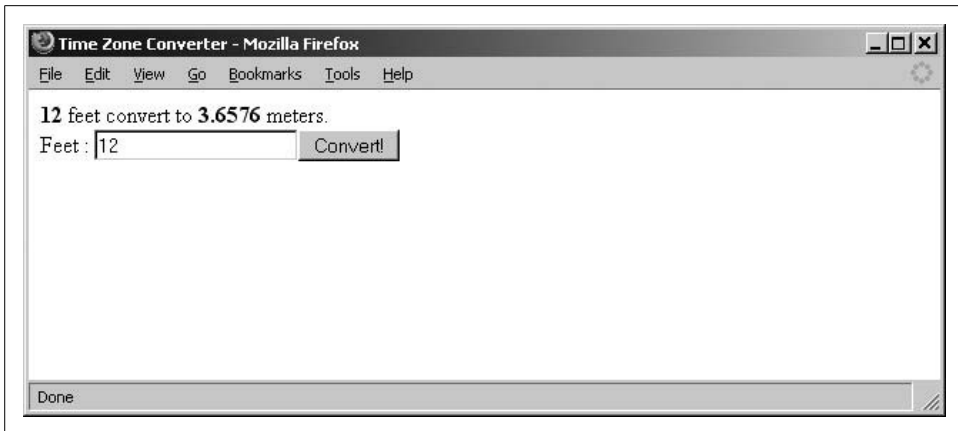 Time Zone Converter - Mozilla Firefox
File Edit View Go Bookmarks Tools Help
12 feet convert to 3.6576 meters.
Feet : 12 Convert!
Done